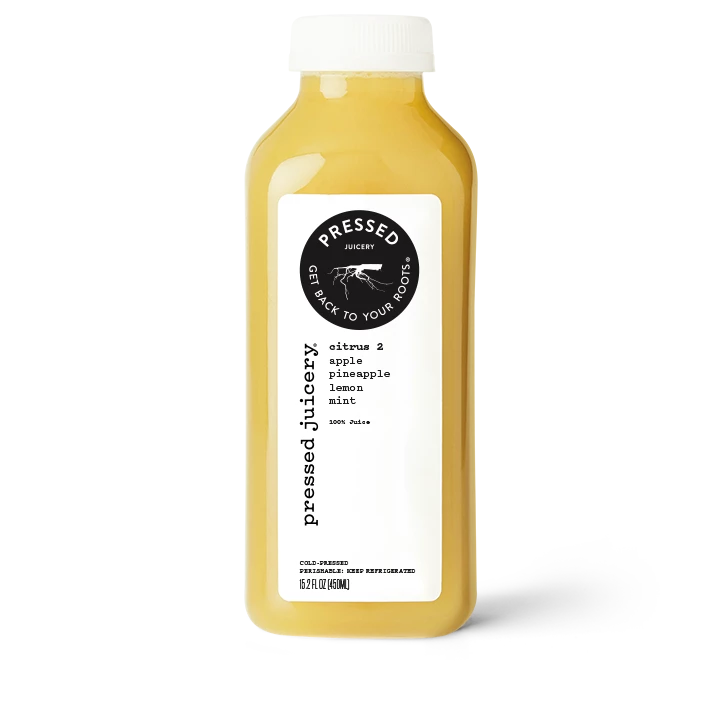 PRESSED
JUICERY
GET BACK TO YOUR ROOTS®
pressed juicery®
citrus 2
apple
pineapple
lemon
mint
100% Juice
COLD-PRESSED
PERISHABLE: KEEP REFRIGERATED
15.2 FL OZ (450ML)